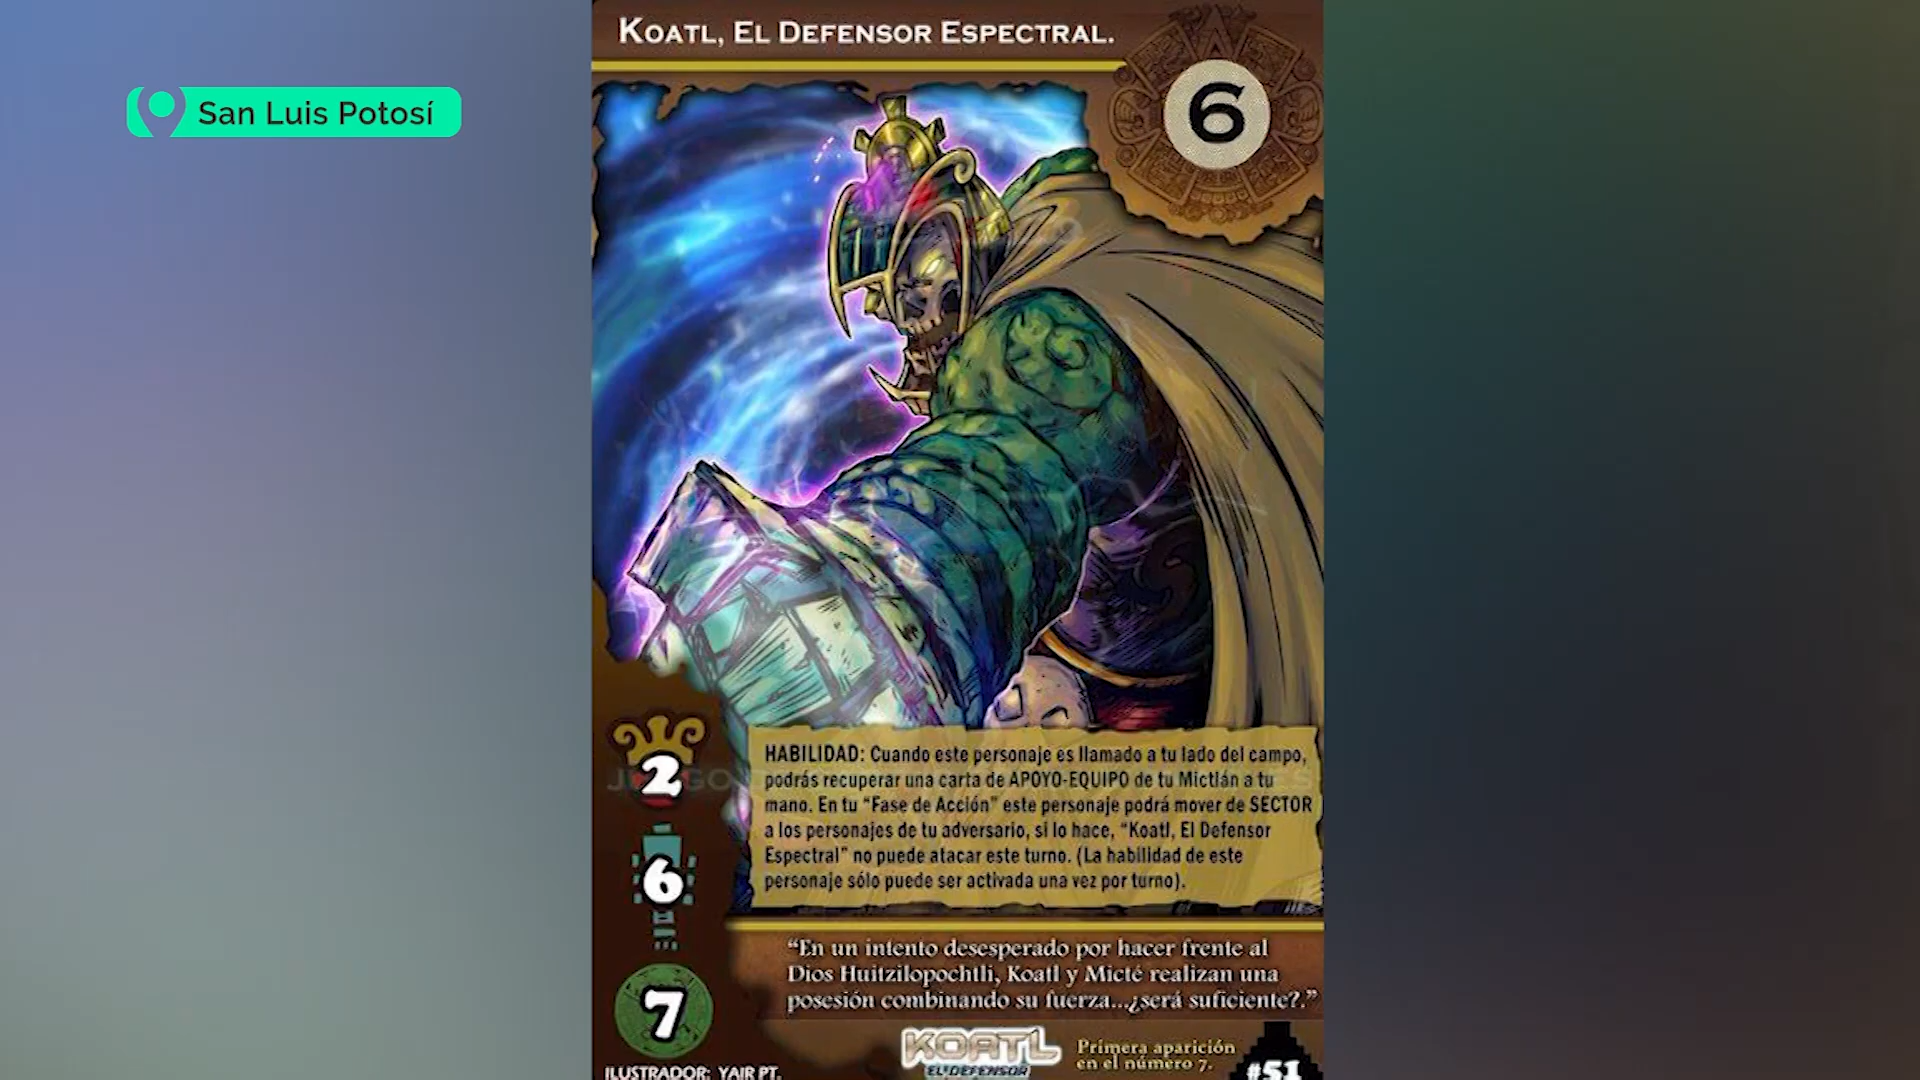 KOATL, EL DEFENSOR ESPECTRAL.
6
San Luis Potosí
2
HABILIDAD: Cuando este personaje es llamado a tu lado del campo,
podrás recuperar una carta de APOYO-EQUIPO de tu Mictlán a tu
mano. En tu “Fase de Acción” este personaje podrá mover de SECTOR
a los personajes de tu adversario, si lo hace, “Koatl, El Defensor
Espectral” no puede atacar este turno. (La habilidad de este
personaje sólo puede ser activada una vez por turno).
6
“En un intento desesperado por hacer frente al
Dios Huitzilopochtli, Koatl y Micté realizan una
posesión combinando su fuerza...¿será suficiente?.”
7
KOATL
EL DEFENSOR
Primera aparición
en el número 7.
#51
ILUSTRADOR: YAIR PT.